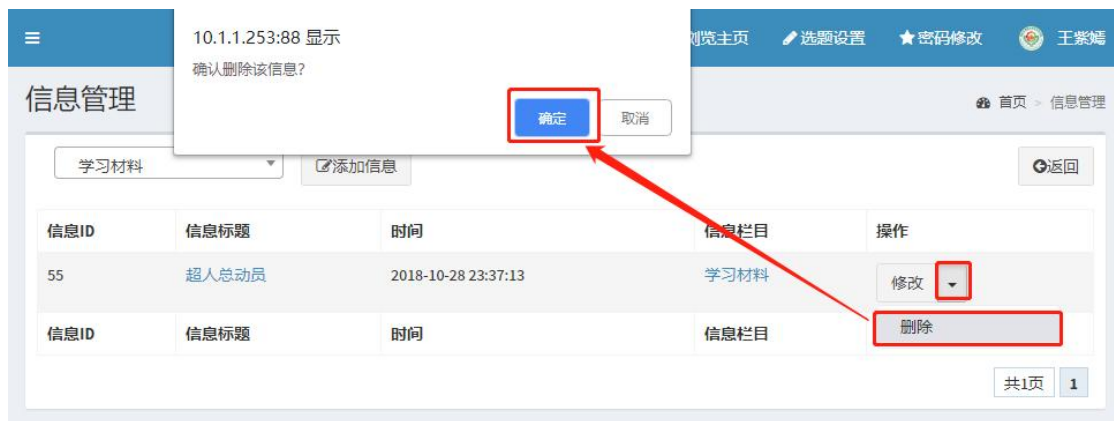 10.1.1.253:88 显示
确认删除该信息?
确定 取消
浏览主页 选题设置 密码修改 王紫嫣
信息管理
首页 > 信息管理
学习材料 添加信息 返回
信息ID 信息标题 时间 信息栏目 操作
55 超人总动员 2018-10-28 23:37:13 学习材料 修改
删除
信息ID 信息标题 时间 信息栏目
共1页 1